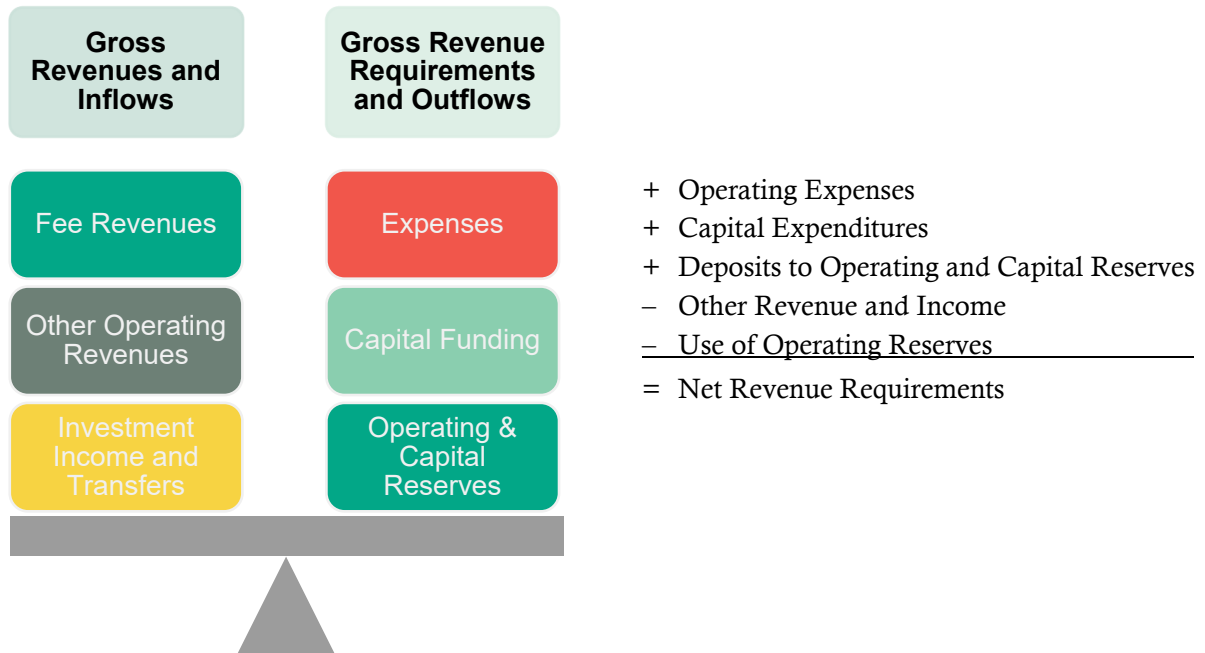 Gross
Revenues and
Inflows
Gross Revenue
Requirements
and Outflows
Fee Revenues
Expenses
Other Operating
Revenues
Capital Funding
Investment
Income and
Transfers
Operating &
Capital
Reserves
+ Operating Expenses
+ Capital Expenditures
+ Deposits to Operating and Capital Reserves
– Other Revenue and Income
– Use of Operating Reserves
= Net Revenue Requirements